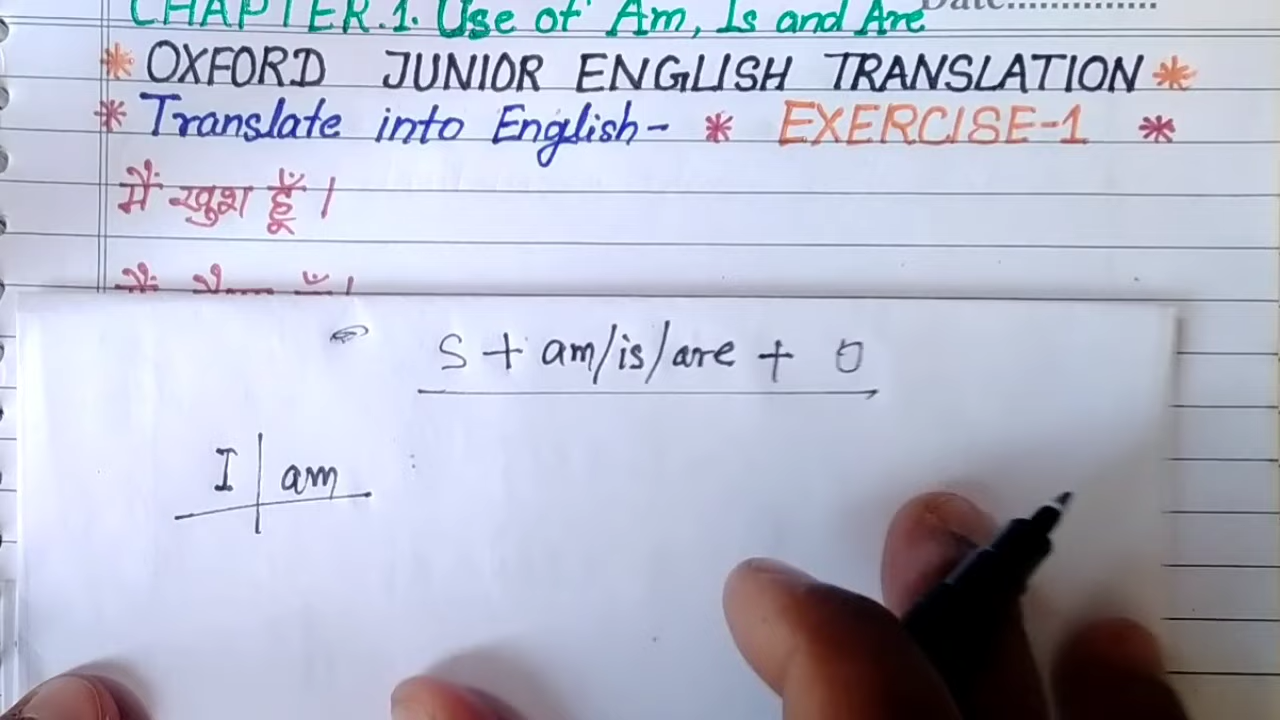 CHAPTER.1. Use of Am, Is and Are Date..............
* OXFORD JUNIOR ENGLISH TRANSLATION *
* Translate into English- * EXERCISE-1 *
मैं खुश हूँ।
S + am/is/are + O
I | am